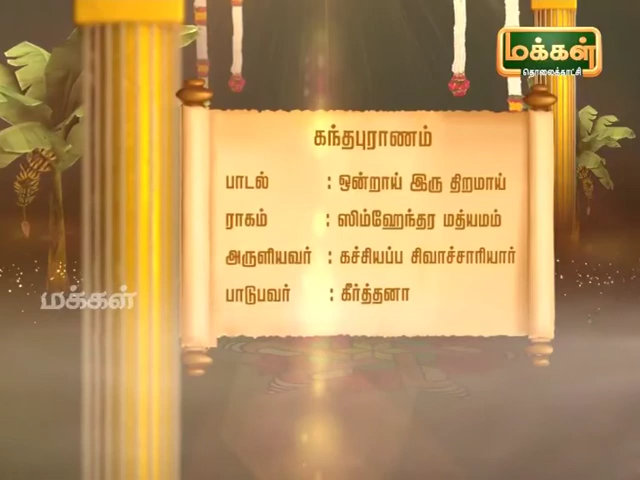 மக்கள்
தொலைக்காட்சி
கந்தபுராணம்
பாடல் : ஒன்றாய் இரு திறமாய்
ராகம் : ஸிம்ஹேந்தர மத்யமம்
அருளியவர் : கச்சியப்ப சிவாச்சாரியார்
பாடுபவர் : கீர்த்தனா
மக்கள்